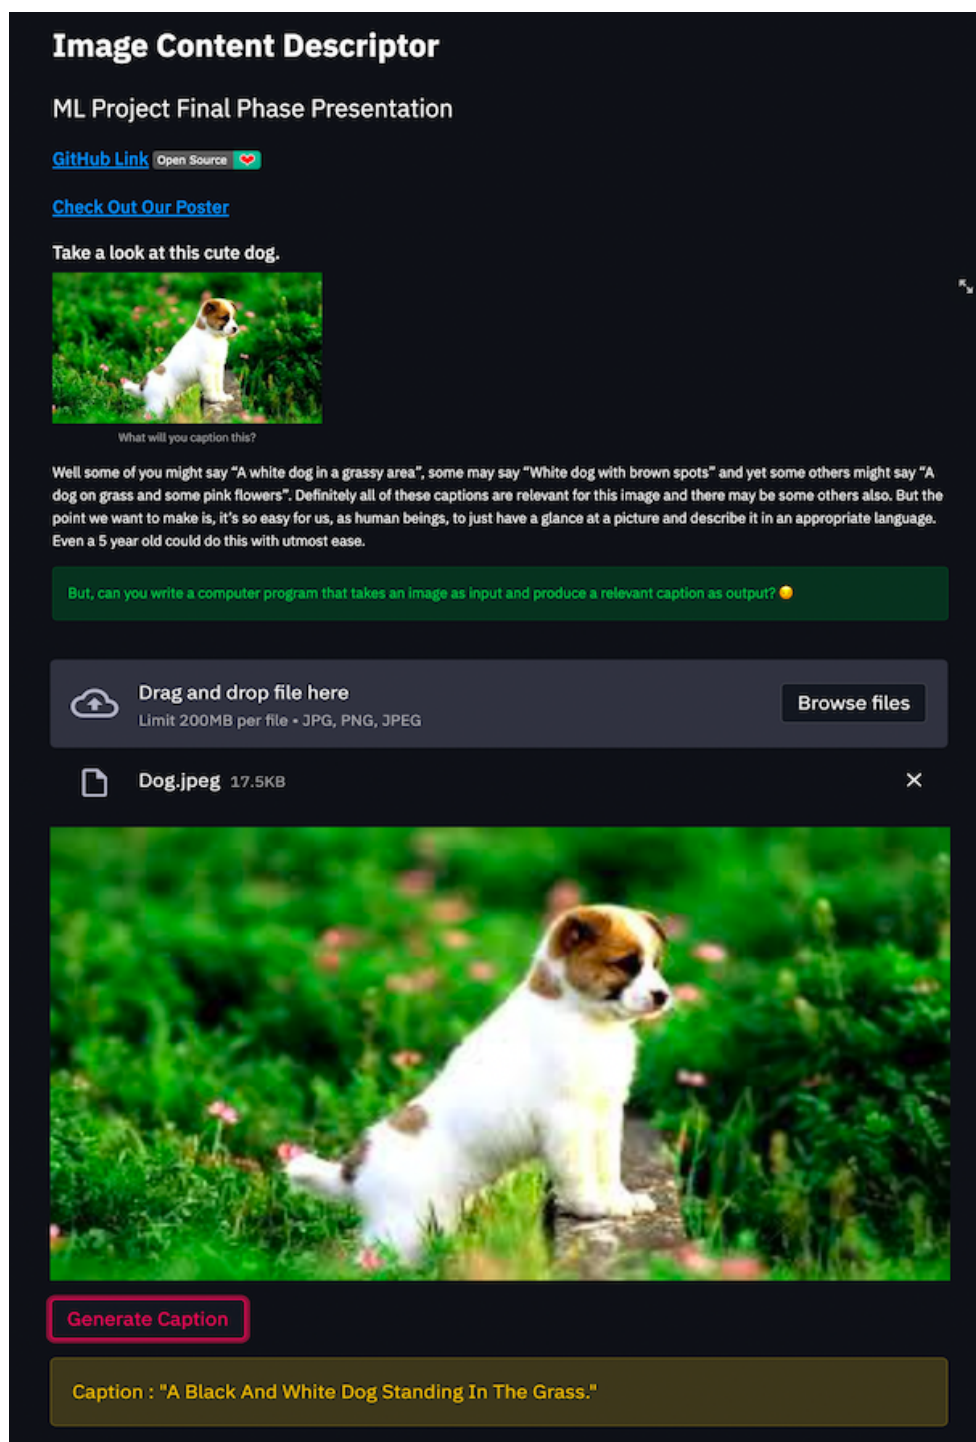 Image Content Descriptor
ML Project Final Phase Presentation
GitHub Link Open Source
Check Out Our Poster
Take a look at this cute dog.
What will you caption this?
Well some of you might say “A white dog in a grassy area”, some may say “White dog with brown spots” and yet some others might say “A
dog on grass and some pink flowers”. Definitely all of these captions are relevant for this image and there may be some others also. But the
point we want to make is, it’s so easy for us, as human beings, to just have a glance at a picture and describe it in an appropriate language.
Even a 5 year old could do this with utmost ease.
But, can you write a computer program that takes an image as input and produce a relevant caption as output?
Drag and drop file here
Limit 200MB per file • JPG, PNG, JPEG
Browse files
Dog.jpeg 17.5KB
Generate Caption
Caption : "A Black And White Dog Standing In The Grass."